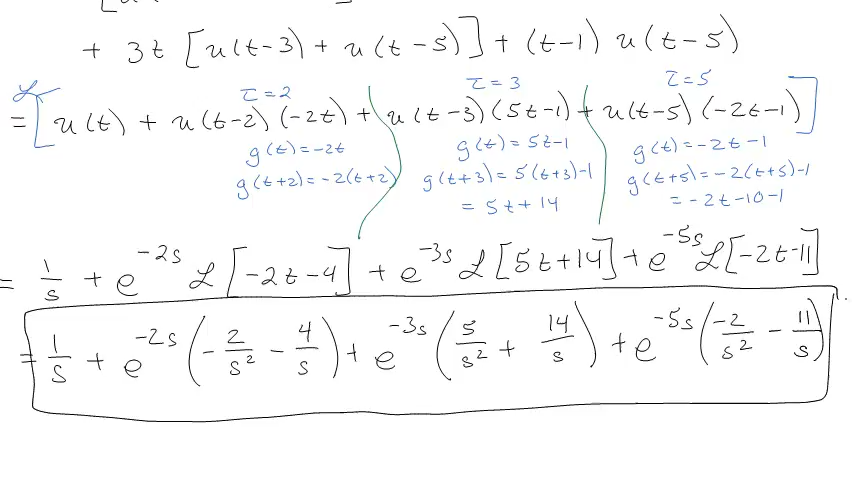 + 3t [u(t-3) + u(t-5)]] + (t-1) u(t-5)
ℒ τ=2 τ=3 τ=5
= [u(t) + u(t-2)(-2t) + u(t-3)(5t-1) + u(t-5)(-2t-1)]
g(t) = -2t g(t) = 5t-1 g(t) = -2t-1
g(t+2) = -2(t+2) g(t+3) = 5(t+3)-1 g(t+5) = -2(t+5)-1
= 5t+14 = -2t-10-1
= 1/s + e^{-2s} ℒ[-2t-4] + e^{-3s} ℒ[5t+14] + e^{-5s} ℒ[-2t-11]
= 1/s + e^{-2s} (-2/s² - 4/s) + e^{-3s} (5/s² + 14/s) + e^{-5s} (-2/s² - 11/s)